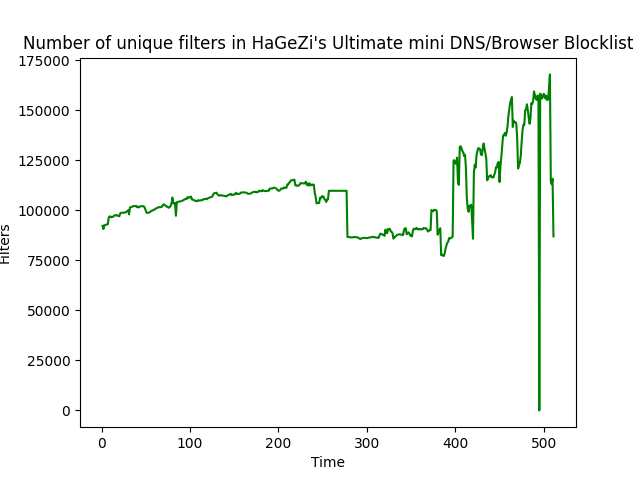 Number of unique filters in HaGeZi's Ultimate mini DNS/Browser Blocklist
175000
150000
125000
100000
75000
50000
25000
0
Filters
0 100 200 300 400 500
Time